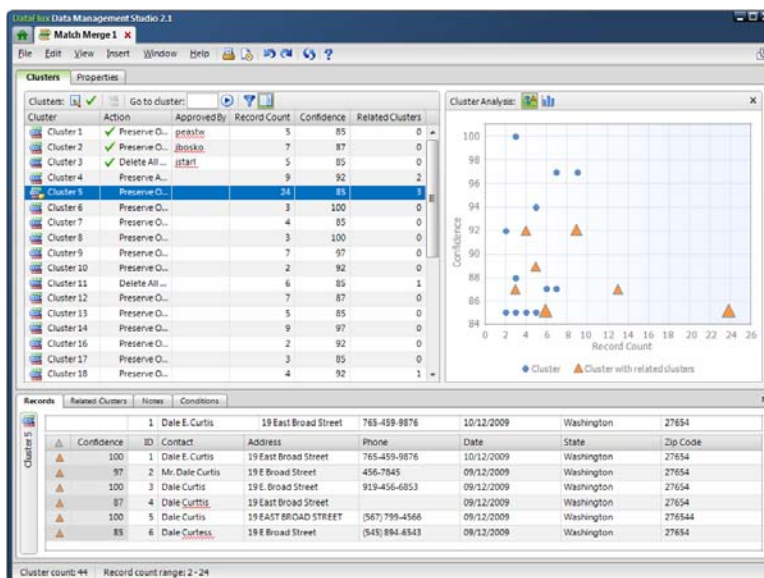 DataFlux Data Management Studio 2.1
Match Merge 1
File Edit View Insert Window Help
Clusters Properties
Clusters: Go to cluster:
Cluster Action Approved By Record Count Confidence Related Clusters
Cluster 1 Preserve O... peastw 5 85 0
Cluster 2 Preserve O... jbosko 7 87 0
Cluster 3 Delete All ... jstarl 5 85 0
Cluster 4 Preserve A... 9 92 2
Cluster 5 Preserve O... 24 85 3
Cluster 6 Preserve O... 3 100 0
Cluster 7 Preserve O... 4 85 0
Cluster 8 Preserve O... 3 100 0
Cluster 9 Preserve O... 7 97 0
Cluster 10 Preserve O... 2 92 0
Cluster 11 Delete All ... 6 85 1
Cluster 12 Preserve O... 7 87 0
Cluster 13 Preserve O... 5 85 0
Cluster 14 Preserve O... 9 97 0
Cluster 16 Preserve O... 2 92 0
Cluster 17 Preserve O... 3 85 0
Cluster 18 Preserve O... 4 92 1
Cluster Analysis:
100
98
96
94
92
90
88
86
84
Confidence
0 2 4 6 8 10 12 14 16 18 20 22 24 26
Record Count
Cluster Cluster with related clusters
Records Related Clusters Notes Conditions
Cluster 5
1 Dale E. Curtis 19 East Broad Street 765-459-9876 10/12/2009 Washington 27654
Confidence ID Contact Address Phone Date State Zip Code
100 1 Dale E. Curtis 19 East Broad Street 765-459-9876 10/12/2009 Washington 27654
97 2 Mr. Dale Curtis 19 E Broad Street 456-7845 09/12/2009 Washington 27654
100 3 Dale Curtis 19 E. Broad Street 919-456-6853 09/12/2009 Washington 27654
87 4 Dale Curttis 19 East Broad Street 09/12/2009 Washington 27654
100 5 Dale Curtis 19 EAST BROAD STREET (567) 799-4566 09/12/2009 Washington 276544
85 6 Dale Curtess 19 E Broad Street (545) 894-6543 09/12/2009 Washington 27654
Cluster count: 44 Record count range: 2 - 24